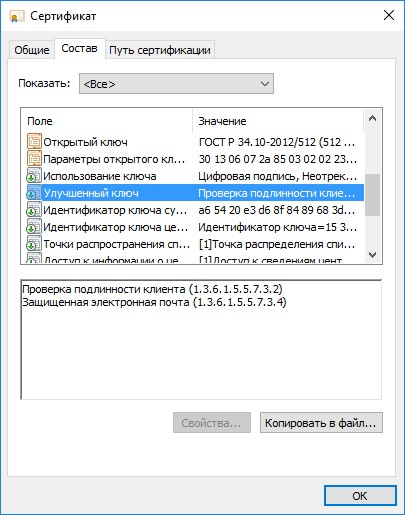 Сертификат
Общие Состав Путь сертификации
Показать: <Все>
Поле Значение
Открытый ключ ГОСТ Р 34.10-2012/512 (512 ...
Параметры открытого кл... 30 13 06 07 2a 85 03 02 02 23...
Использование ключа Цифровая подпись, Неотрек...
Улучшенный ключ Проверка подлинности клие...
Идентификатор ключа су... a6 54 20 e3 d6 8f 84 89 68 3d...
Идентификатор ключа це... Идентификатор ключа=15 3...
Точки распространения сп... [1]Точка распределения спи...
Доступ к информации о це... [1]Доступ к сведениям цент...
Проверка подлинности клиента (1.3.6.1.5.5.7.3.2)
Защищенная электронная почта (1.3.6.1.5.5.7.3.4)
Свойства... Копировать в файл...
OK